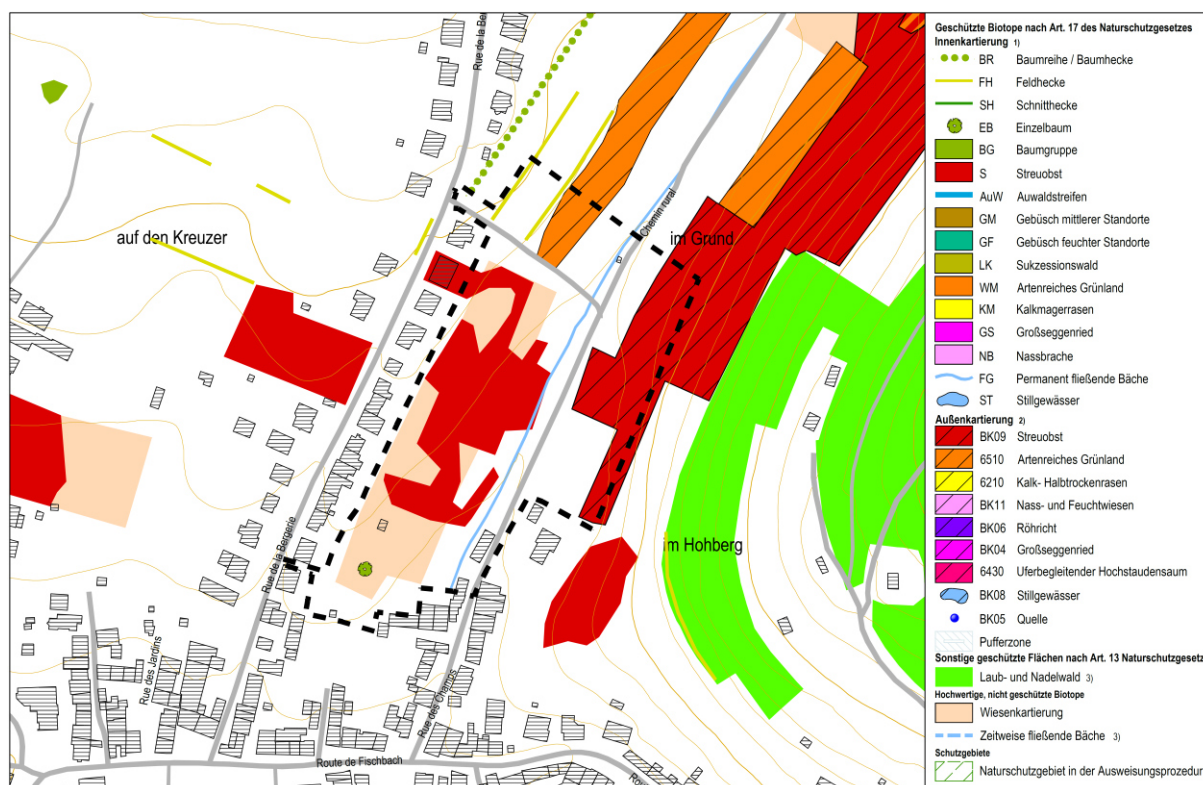 Rue de la Berge
auf den Kreuzer
im Grund
Chemin rural
im Hohberg
Rue de la Bergerie
Rue des Jardins
Rue des Champs
Route de Fischbach
Geschützte Biotope nach Art. 17 des Naturschutzgesetzes
Innenkartierung 1)
BR Baumreihe / Baumhecke
FH Feldhecke
SH Schnitthecke
EB Einzelbaum
BG Baumgruppe
S Streuobst
AuW Auwaldstreifen
GM Gebüsch mittlerer Standorte
GF Gebüsch feuchter Standorte
LK Sukzessionswald
WM Artenreiches Grünland
KM Kalkmagerrasen
GS Großseggenried
NB Nassbrache
FG Permanent fließende Bäche
ST Stillgewässer
Außenkartierung 2)
BK09 Streuobst
6510 Artenreiches Grünland
6210 Kalk- Halbtrockenrasen
BK11 Nass- und Feuchtwiesen
BK06 Röhricht
BK04 Großseggenried
6430 Uferbegleitender Hochstaudensaum
BK08 Stillgewässer
BK05 Quelle
Pufferzone
Sonstige geschützte Flächen nach Art. 13 Naturschutzgesetz
Laub- und Nadelwald 3)
Hochwertige, nicht geschützte Biotope
Wiesenkartierung
Zeitweise fließende Bäche 3)
Schutzgebiete
Naturschutzgebiet in der Ausweisungsprozedur